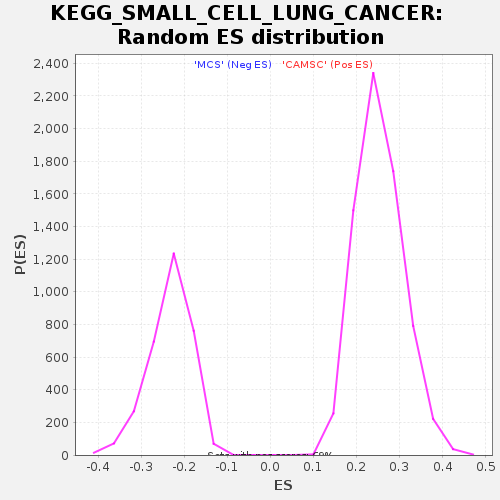 KEGG_SMALL_CELL_LUNG_CANCER:
Random ES distribution
'MCS' (Neg ES) 'CAMSC' (Pos ES)
2,400
2,200
2,000
1,800
1,600
1,400
1,200
1,000
800
600
400
200
0
P(ES)
-0.4 -0.3 -0.2 -0.1 0.0 0.1 0.2 0.3 0.4 0.5
ES